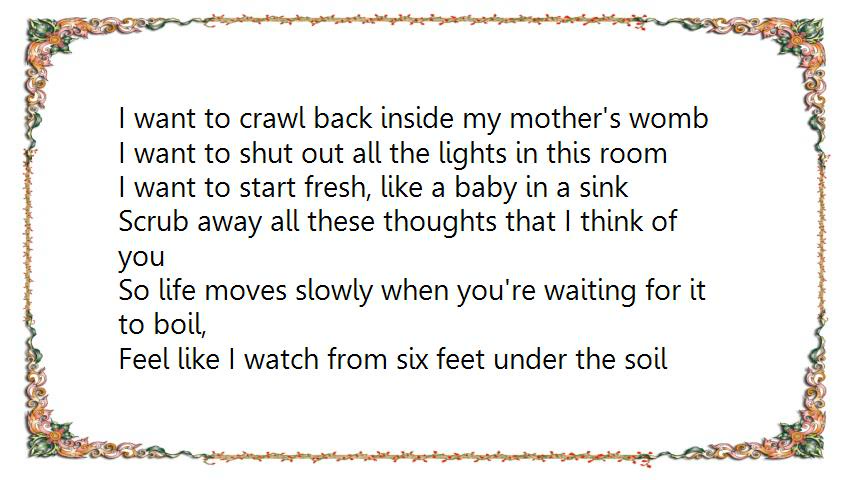 I want to crawl back inside my mother's womb
I want to shut out all the lights in this room
I want to start fresh, like a baby in a sink
Scrub away all these thoughts that I think of
you
So life moves slowly when you're waiting for it
to boil,
Feel like I watch from six feet under the soil